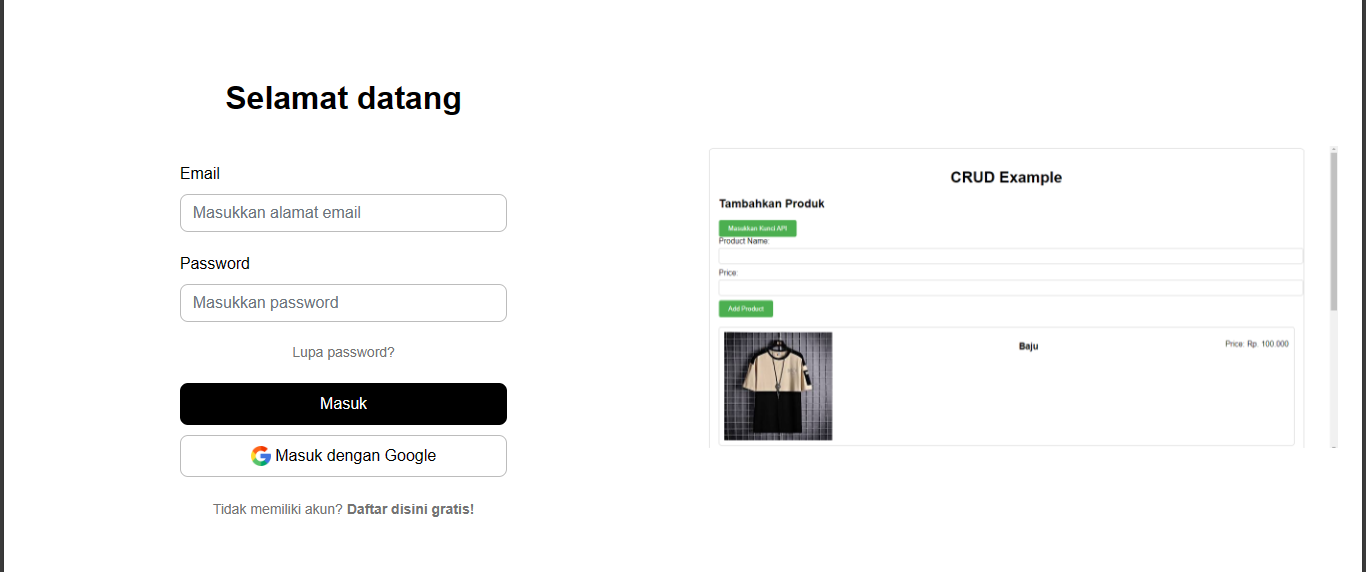 Selamat datang
Email
Masukkan alamat email
Password
Masukkan password
Lupa password?
Masuk
Masuk dengan Google
Tidak memiliki akun? Daftar disini gratis!
CRUD Example
Tambahkan Produk
Masukkan Kunci API
Product Name:
Price:
Add Product
Baju
Price: Rp. 100.000